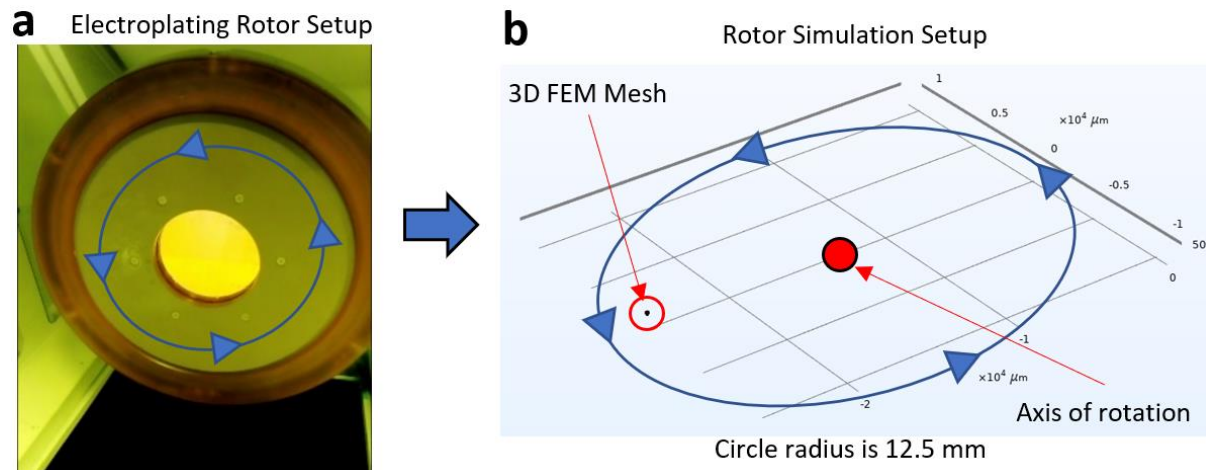 a
Electroplating Rotor Setup
b
Rotor Simulation Setup
3D FEM Mesh
1
0.5
×10⁴ μm
0
-0.5
-1
50
0
-1
×10⁴ μm
-2
Axis of rotation
Circle radius is 12.5 mm